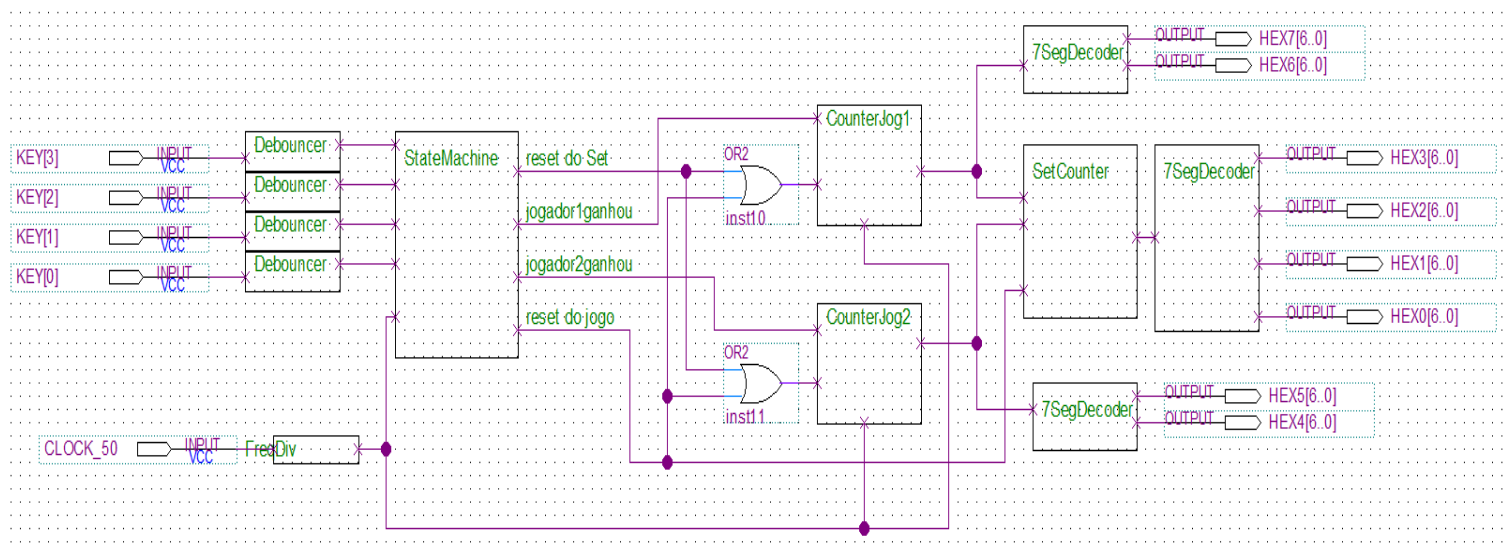 KEY[3]
INPUT
VCC
KEY[2]
INPUT
VCC
KEY[1]
INPUT
VCC
KEY[0]
INPUT
VCC
CLOCK_50
INPUT
VCC
Debouncer
Debouncer
Debouncer
Debouncer
FreqDiv
StateMachine
reset do Set
jogador1ganhou
jogador2ganhou
reset do jogo
OR2
inst10
OR2
inst11
CounterJog1
CounterJog2
7SegDecoder
OUTPUT
HEX7[6..0]
OUTPUT
HEX6[6..0]
SetCounter
7SegDecoder
OUTPUT
HEX3[6..0]
OUTPUT
HEX2[6..0]
OUTPUT
HEX1[6..0]
OUTPUT
HEX0[6..0]
7SegDecoder
OUTPUT
HEX5[6..0]
OUTPUT
HEX4[6..0]